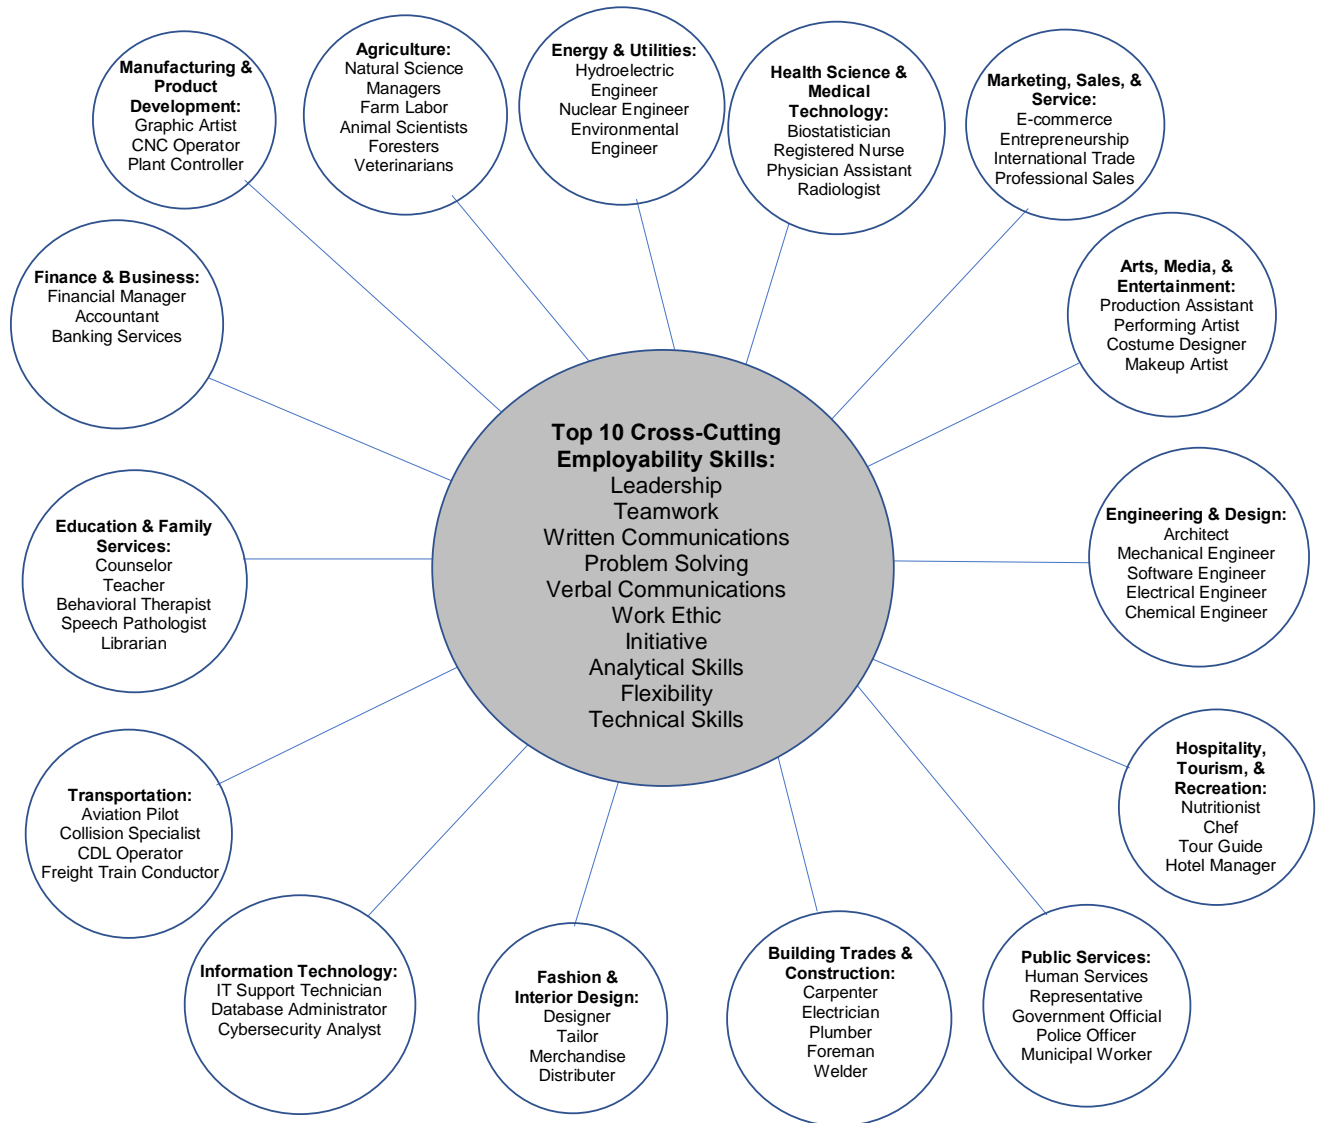 Manufacturing &
Product
Development:
Graphic Artist
CNC Operator
Plant Controller
Agriculture:
Natural Science
Managers
Farm Labor
Animal Scientists
Foresters
Veterinarians
Energy & Utilities:
Hydroelectric
Engineer
Nuclear Engineer
Environmental
Engineer
Health Science &
Medical
Technology:
Biostatistician
Registered Nurse
Physician Assistant
Radiologist
Marketing, Sales, &
Service:
E-commerce
Entrepreneurship
International Trade
Professional Sales
Finance & Business:
Financial Manager
Accountant
Banking Services
Arts, Media, &
Entertainment:
Production Assistant
Performing Artist
Costume Designer
Makeup Artist
Top 10 Cross-Cutting
Employability Skills:
Leadership
Teamwork
Written Communications
Problem Solving
Verbal Communications
Work Ethic
Initiative
Analytical Skills
Flexibility
Technical Skills
Education & Family
Services:
Counselor
Teacher
Behavioral Therapist
Speech Pathologist
Librarian
Engineering & Design:
Architect
Mechanical Engineer
Software Engineer
Electrical Engineer
Chemical Engineer
Transportation:
Aviation Pilot
Collision Specialist
CDL Operator
Freight Train Conductor
Hospitality,
Tourism, &
Recreation:
Nutritionist
Chef
Tour Guide
Hotel Manager
Information Technology:
IT Support Technician
Database Administrator
Cybersecurity Analyst
Fashion &
Interior Design:
Designer
Tailor
Merchandise
Distributer
Building Trades &
Construction:
Carpenter
Electrician
Plumber
Foreman
Welder
Public Services:
Human Services
Representative
Government Official
Police Officer
Municipal Worker